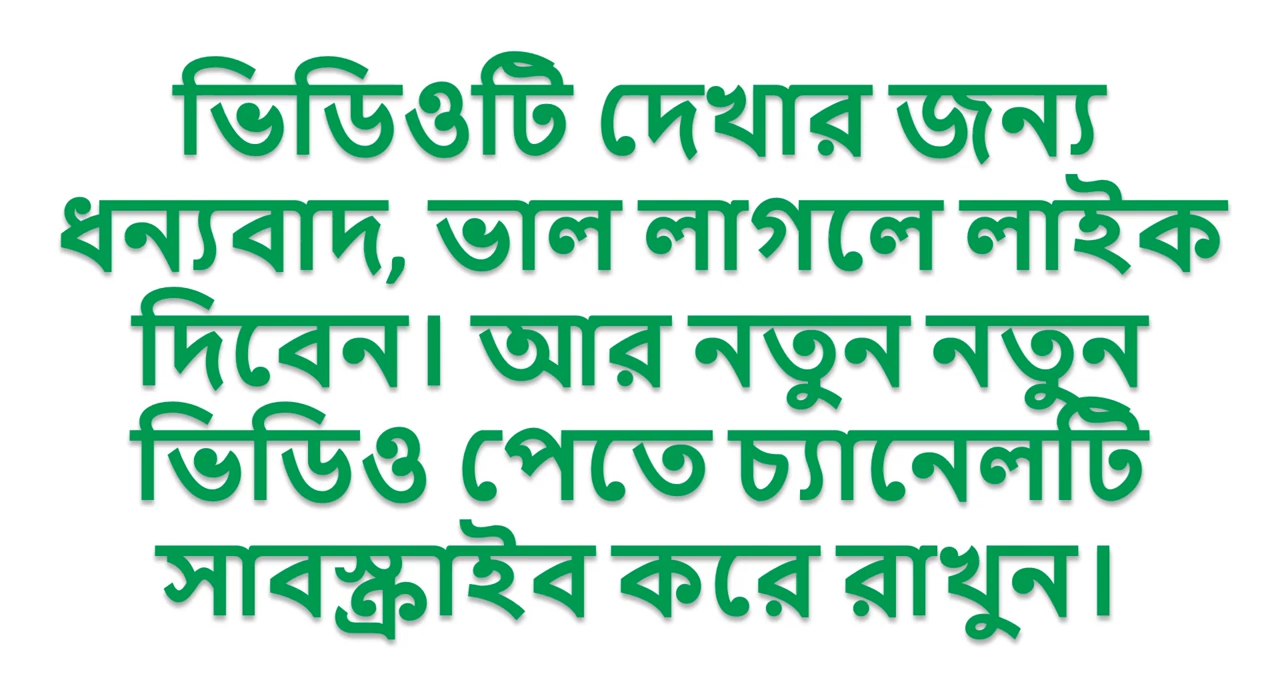 ভিডিওটি দেখার জন্য
ধন্যবাদ, ভাল লাগলে লাইক
দিবেন। আর নতুন নতুন
ভিডিও পেতে চ্যানেলটি
সাবস্ক্রাইব করে রাখুন।